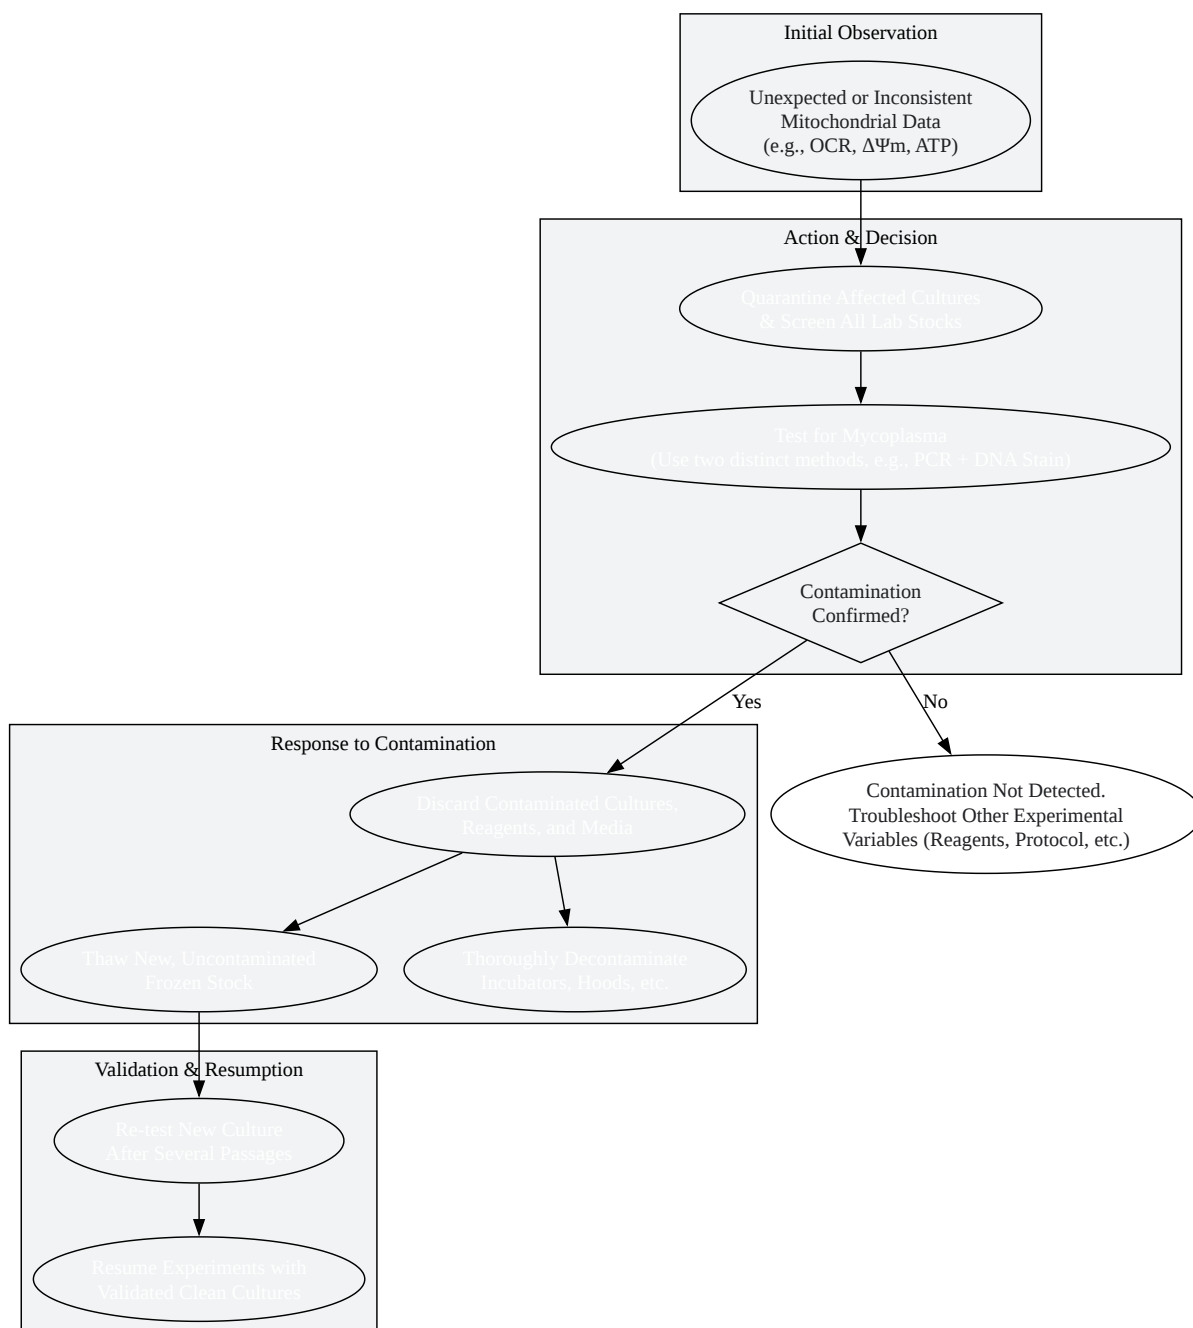 Initial Observation
Unexpected or Inconsistent
Mitochondrial Data
(e.g., OCR, ΔΨm, ATP)
Action & Decision
Quarantine Affected Cultures
& Screen All Lab Stocks
Test for Mycoplasma
(Use two distinct methods, e.g., PCR + DNA Stain)
Contamination
Confirmed?
Yes
No
Response to Contamination
Discard Contaminated Cultures,
Reagents, and Media
Contamination Not Detected.
Troubleshoot Other Experimental
Variables (Reagents, Protocol, etc.)
Thaw New, Uncontaminated
Frozen Stock
Thoroughly Decontaminate
Incubators, Hoods, etc.
Validation & Resumption
Re-test New Culture
After Several Passages
Resume Experiments with
Validated Clean Cultures